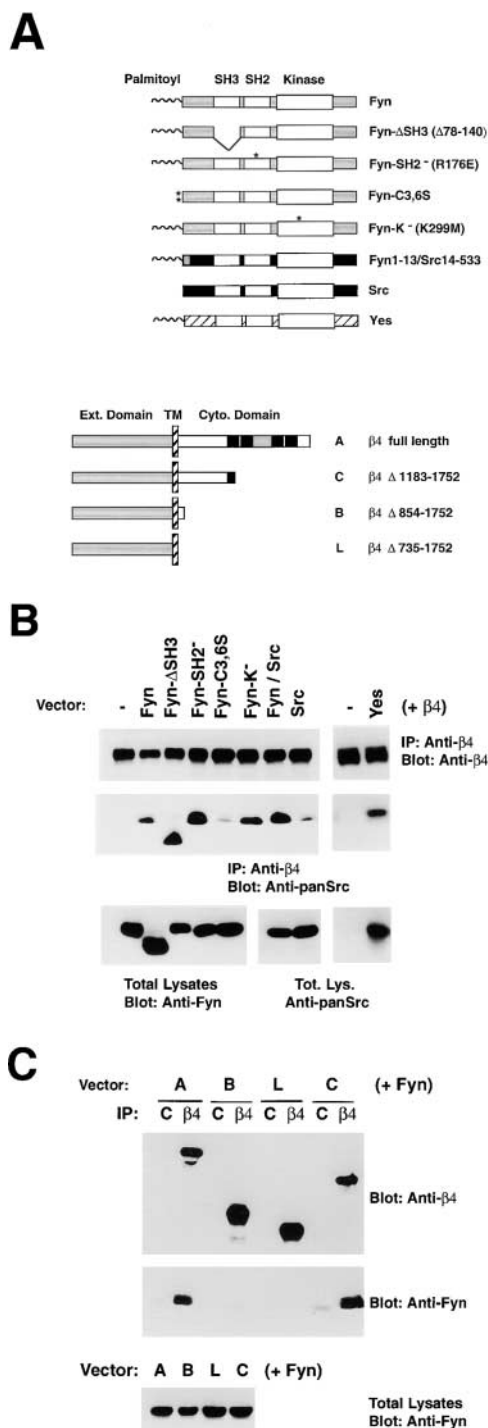 A
Palmitoyl SH3 SH2 Kinase
Fyn
Fyn-ΔSH3 (Δ78-140)
*
Fyn-SH2⁻ (R176E)
**
Fyn-C3,6S
*
Fyn-K⁻ (K299M)
Fyn1-13/Src14-533
Src
Yes
Ext. Domain TM Cyto. Domain
A β4 full length
C β4 Δ 1183-1752
B β4 Δ 854-1752
L β4 Δ 735-1752
B
Vector: - Fyn Fyn-ΔSH3 Fyn-SH2⁻ Fyn-C3,6S Fyn-K⁻ Fyn / Src Src - Yes (+ β4)
IP: Anti-β4
Blot: Anti-β4
IP: Anti-β4
Blot: Anti-panSrc
Total Lysates
Blot: Anti-Fyn
Tot. Lys.
Anti-panSrc
C
Vector: A B L C (+ Fyn)
IP: C β4 C β4 C β4 C β4
Blot: Anti-β4
Blot: Anti-Fyn
Vector: A B L C (+ Fyn)
Total Lysates
Blot: Anti-Fyn